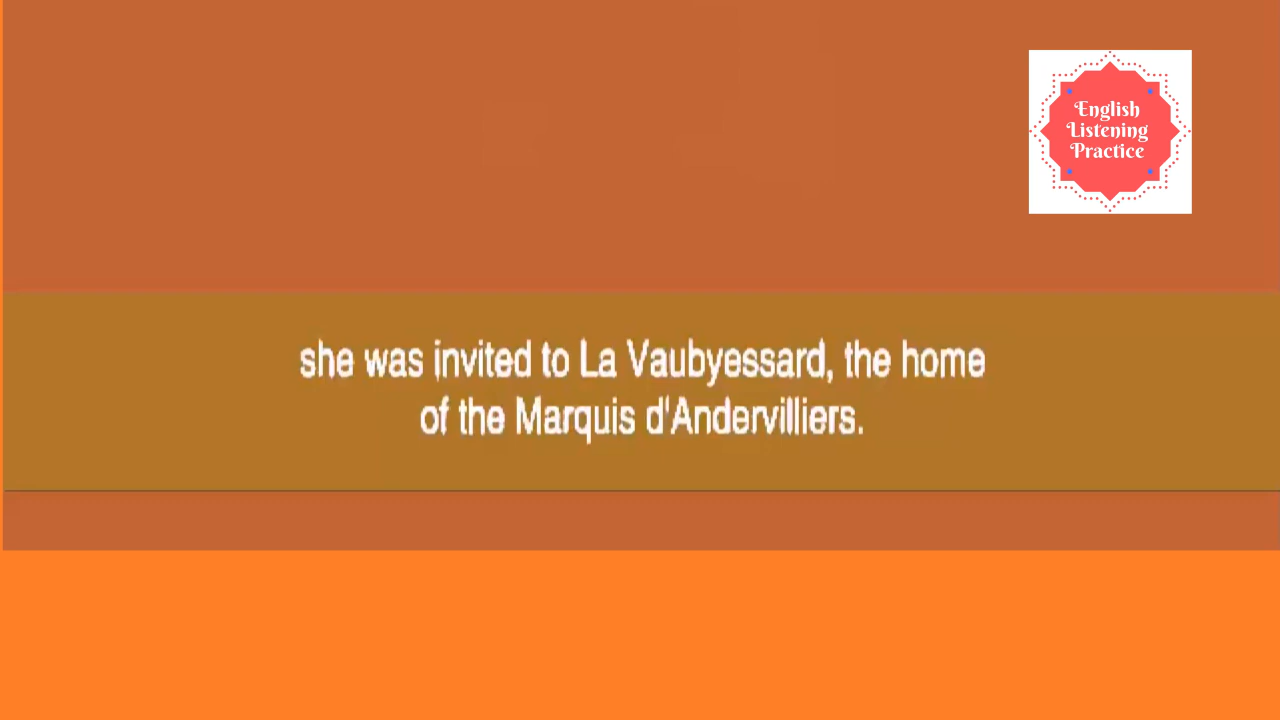 English
Listening
Practice
she was invited to La Vaubyessard, the home
of the Marquis d'Andervilliers.